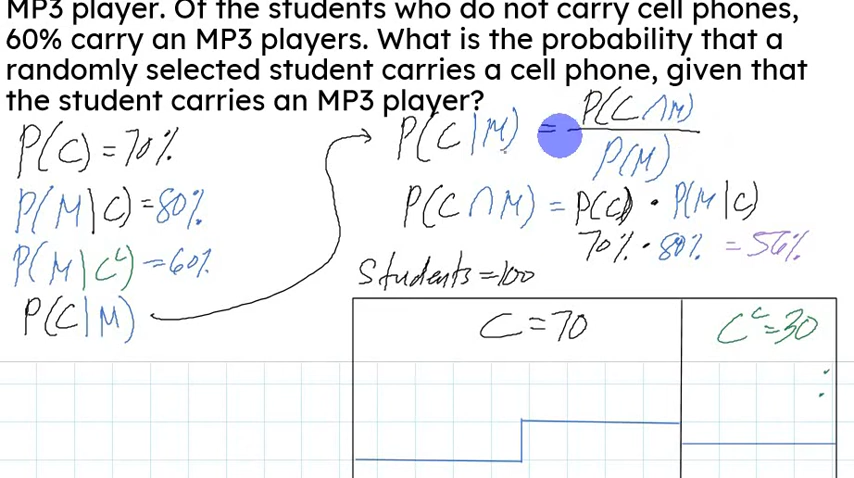 MP3 player. Of the students who do not carry cell phones,
60% carry an MP3 players. What is the probability that a
randomly selected student carries a cell phone, given that
the student carries an MP3 player?
P(C) = 70%
P(M|C) = 80%
P(M|Cᶜ) = 60%
P(C|M)
P(C|M) = P(C∩M) / P(M)
P(C∩M) = P(C) · P(M|C)
70% · 80% = 56%
Students = 100
C = 70
Cᶜ = 30